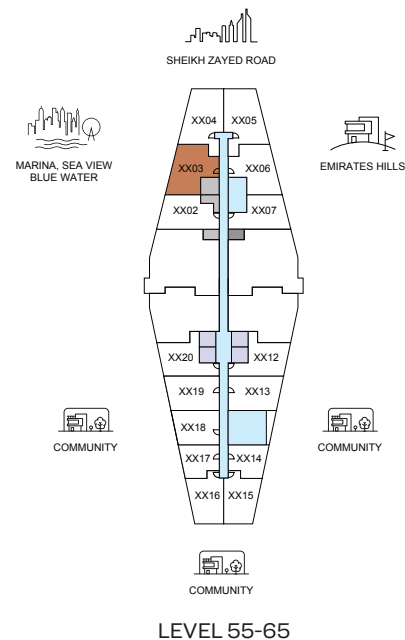 SHEIKH ZAYED ROAD
MARINA, SEA VIEW
BLUE WATER
EMIRATES HILLS
XX04
XX05
XX03
XX06
XX02
XX07
XX20
XX12
XX19
XX13
XX18
XX17
XX14
XX16
XX15
COMMUNITY
COMMUNITY
COMMUNITY
LEVEL 55-65